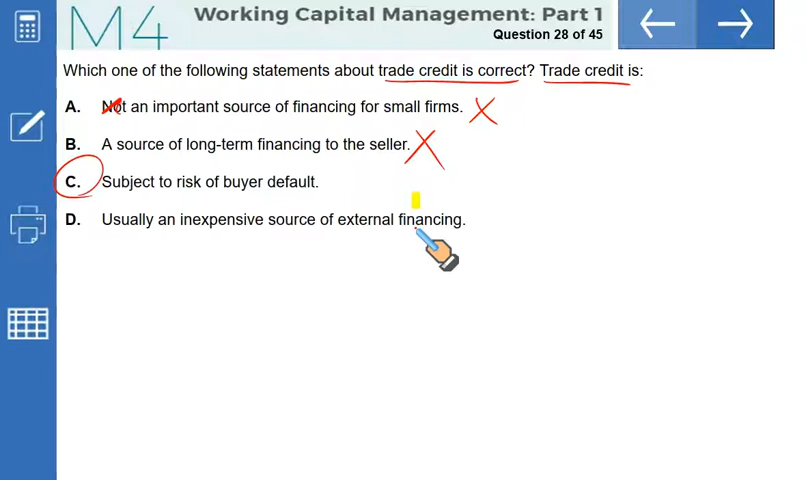 M4
Working Capital Management: Part 1
Question 28 of 45
Which one of the following statements about trade credit is correct? Trade credit is:
A. Not an important source of financing for small firms.
B. A source of long-term financing to the seller.
C. Subject to risk of buyer default.
D. Usually an inexpensive source of external financing.